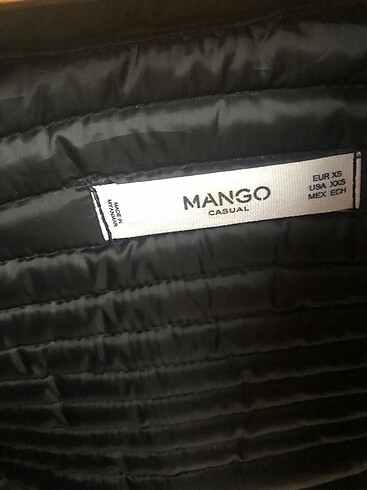 MADE IN
MYANMAR
MANGO
CASUAL
EUR XS
USA XXS
MEX ECH